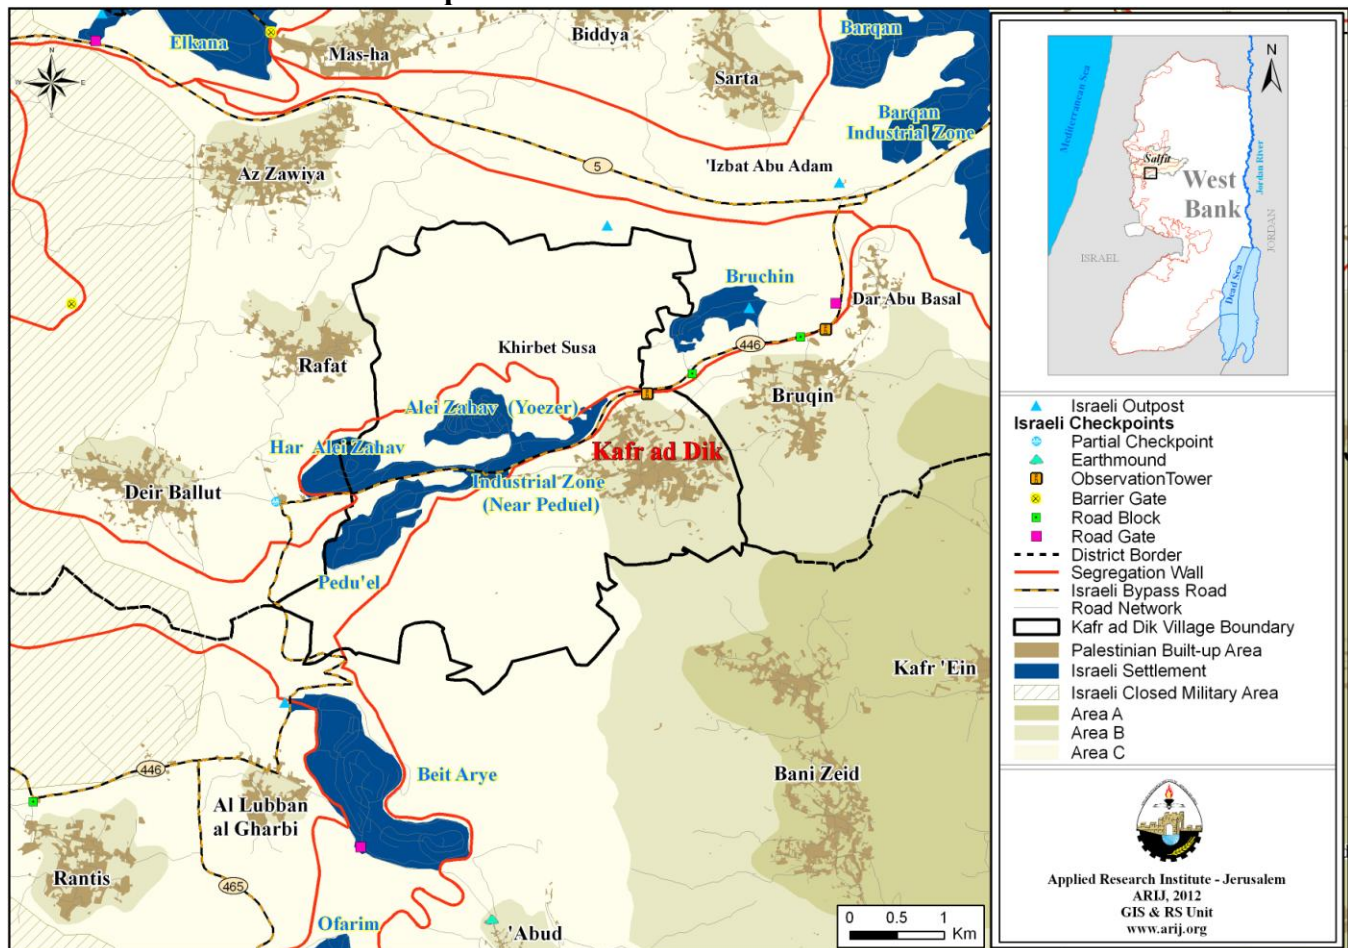 Elkana
Mas-ha
Biddya
Barqan
Sarta
Barqan
Industrial Zone
Az Zawiya
5
'Izbat Abu Adam
Bruchin
Dar Abu Basal
Rafat
Khirbet Susa
446
Alei Zahav (Yoezer)
Bruqin
Har Alei Zahav
Kafr ad Dik
Deir Ballut
Industrial Zone
(Near Peduel)
Pedu'el
Kafr 'Ein
446
Beit Arye
Bani Zeid
Al Lubban
al Gharbi
Rantis
465
Ofarim
'Abud
0 0.5 1
Km
N
Mediterranean Sea
Salfit
West
Bank
Jordan River
JORDAN
ISRAEL
Dead Sea
Israeli Outpost
Israeli Checkpoints
Partial Checkpoint
Earthmound
ObservationTower
Barrier Gate
Road Block
Road Gate
District Border
Segregation Wall
Israeli Bypass Road
Road Network
Kafr ad Dik Village Boundary
Palestinian Built-up Area
Israeli Settlement
Israeli Closed Military Area
Area A
Area B
Area C
Applied Research Institute - Jerusalem
ARIJ, 2012
GIS & RS Unit
www.arij.org